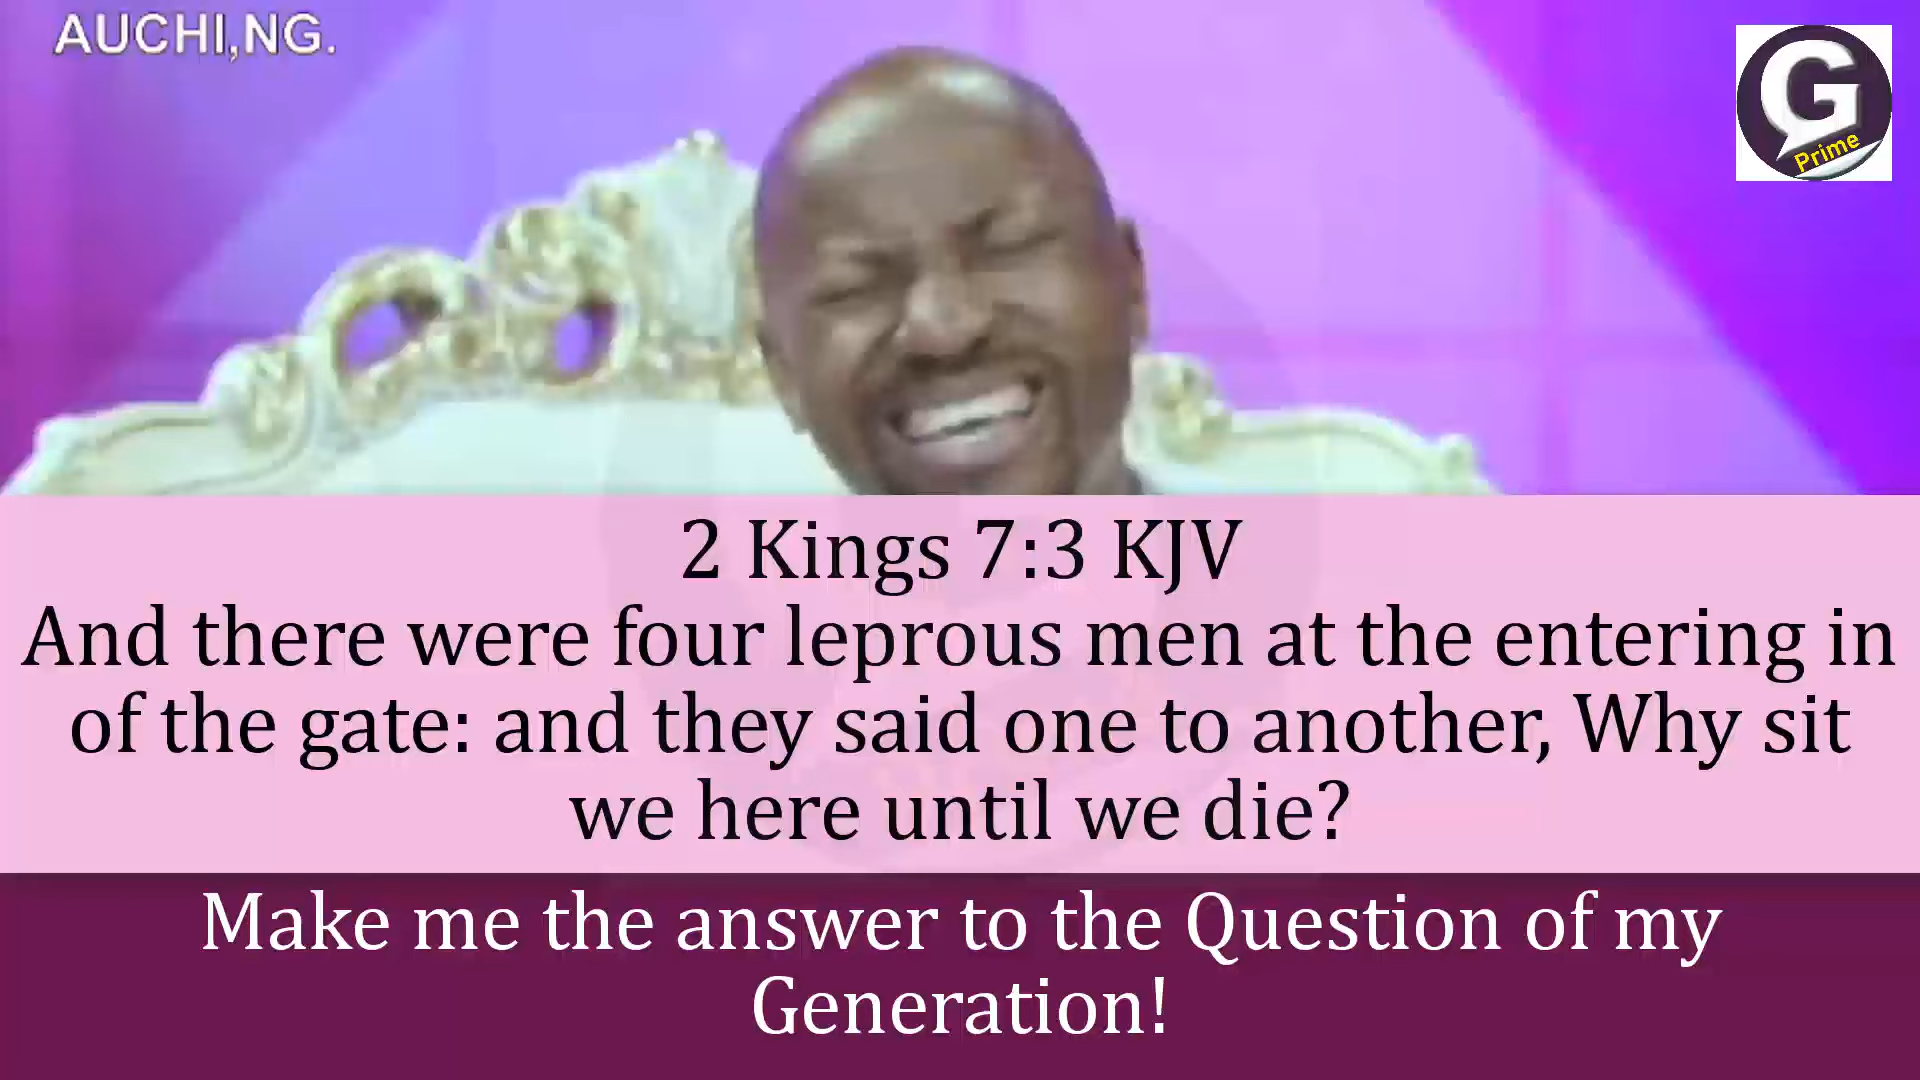 AUCHI,NG.
G
Prime
2 Kings 7:3 KJV
And there were four leprous men at the entering in
of the gate: and they said one to another, Why sit
we here until we die?
Make me the answer to the Question of my
Generation!